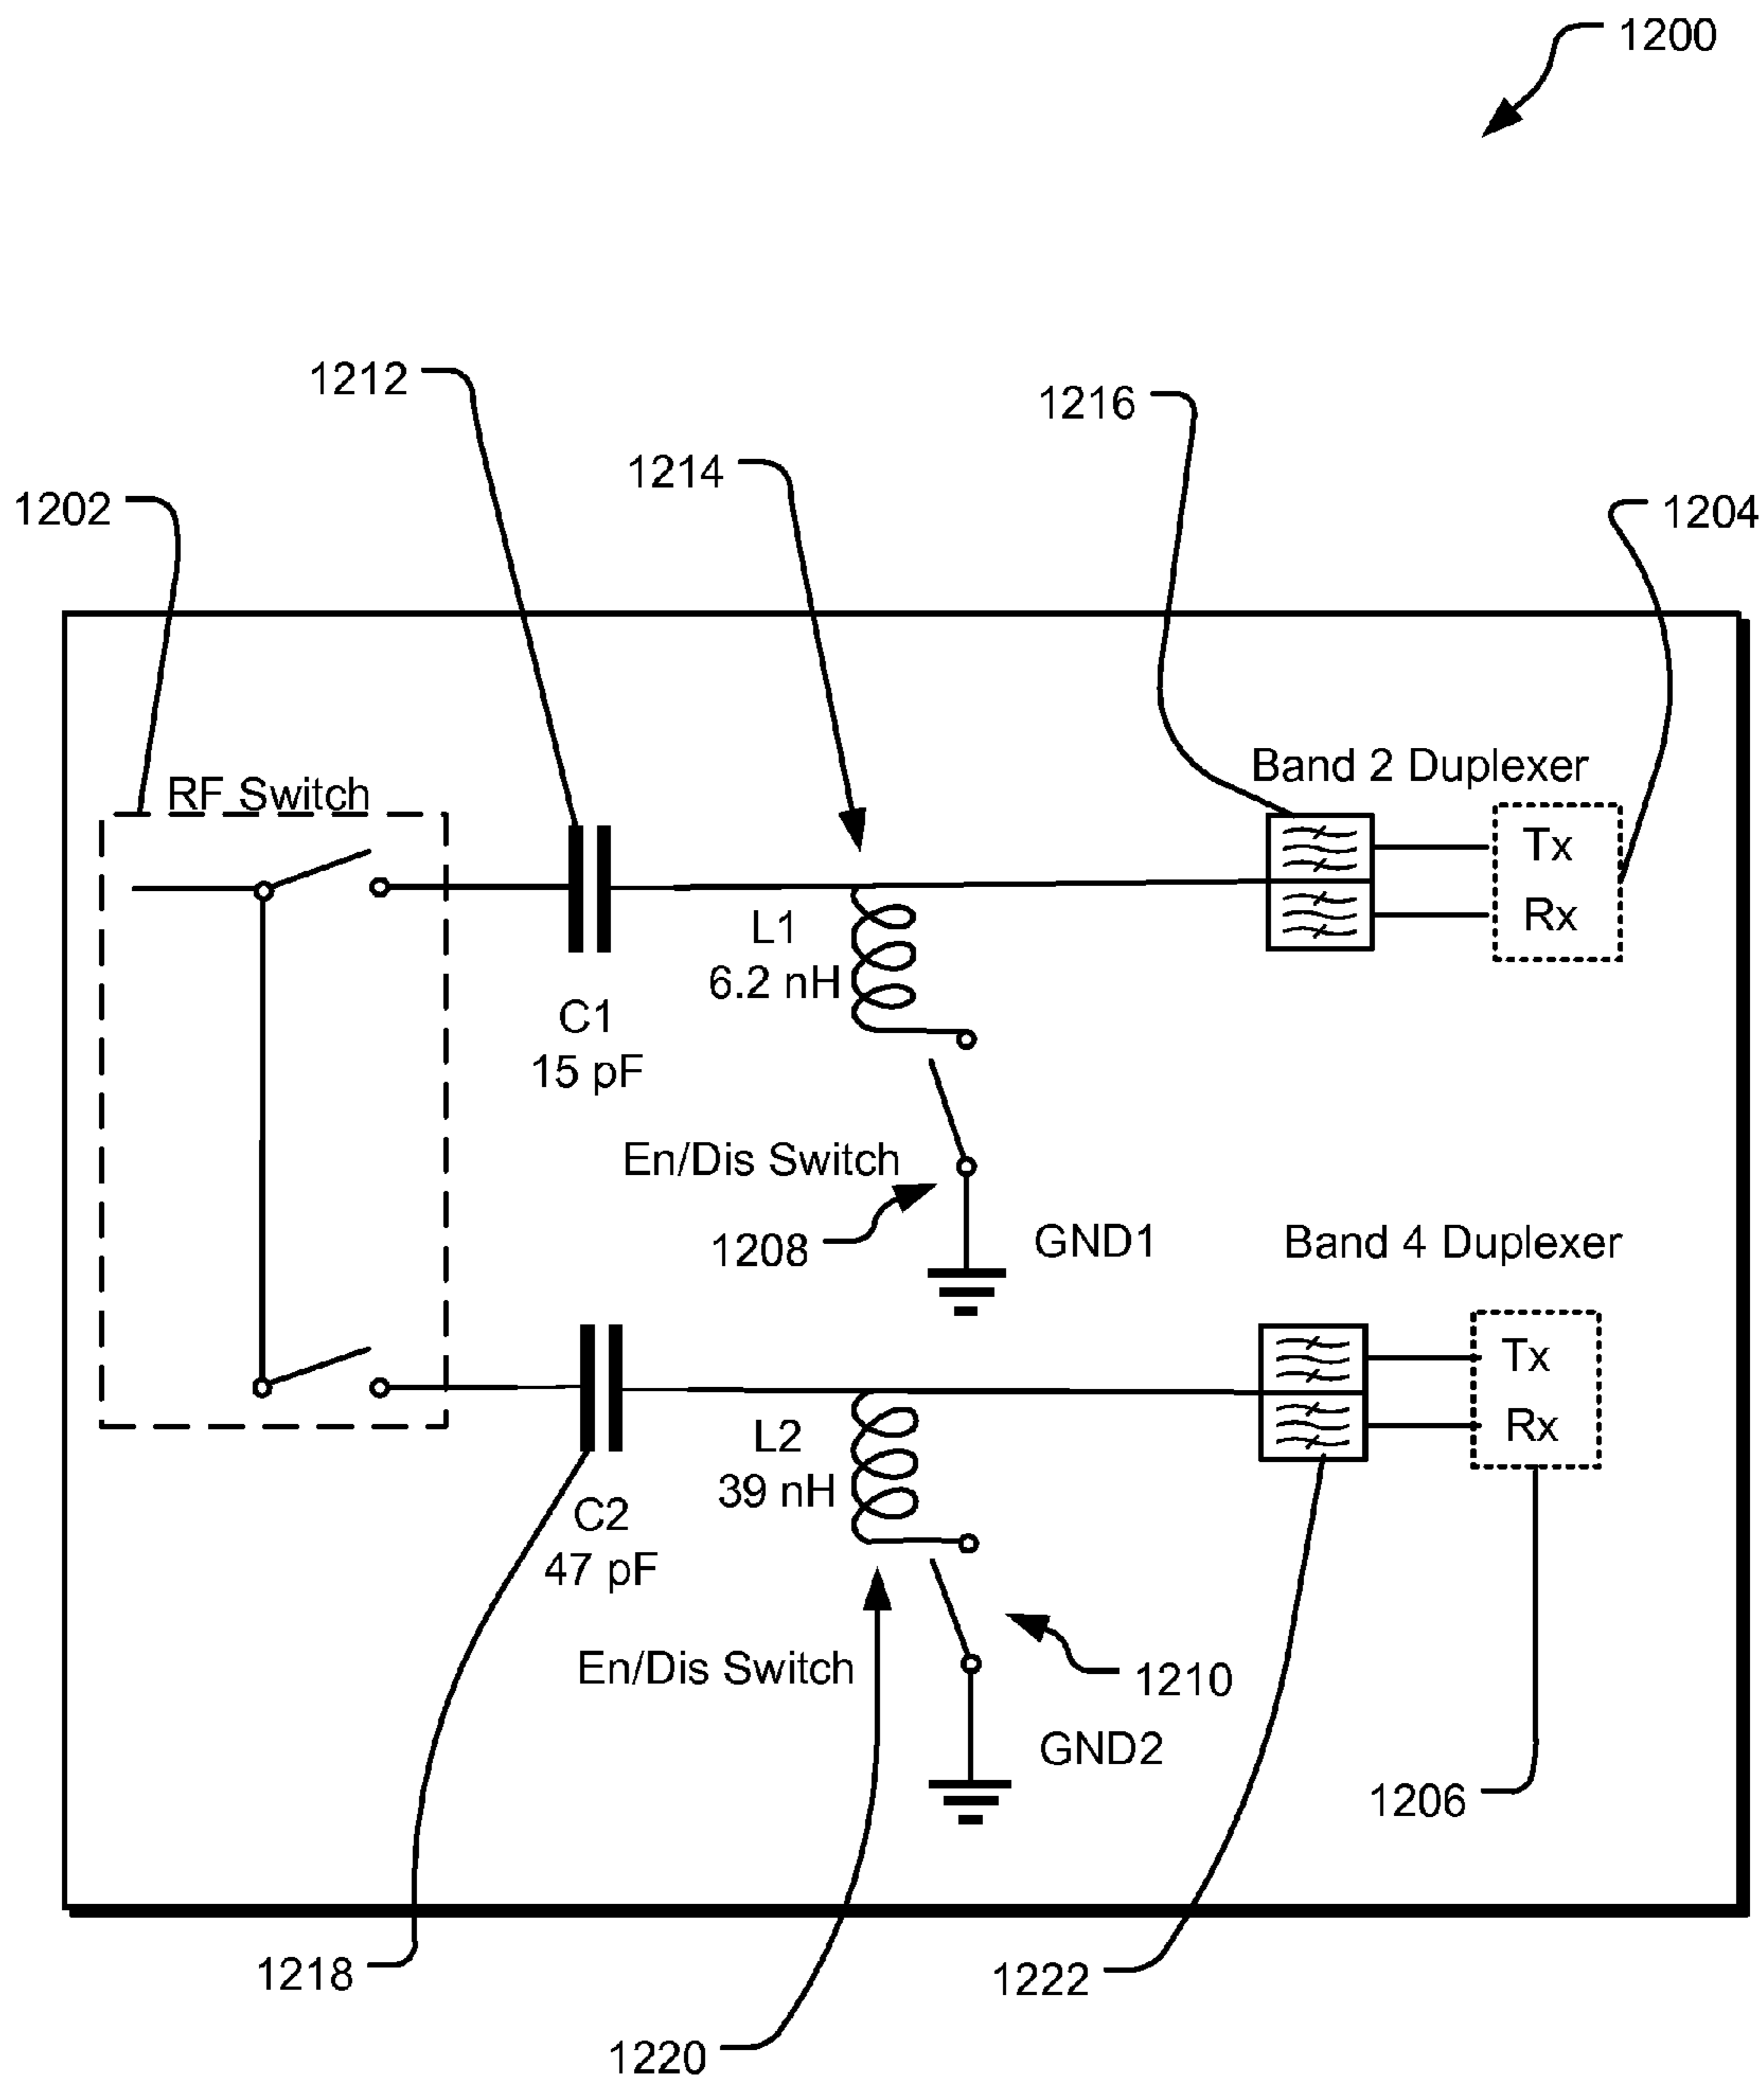 1200
1212
1216
1214
1202
1204
Band 2 Duplexer
RF Switch
Tx
L1
Rx
6.2 nH
C1
15 pF
En/Dis Switch
1208
GND1
Band 4 Duplexer
Tx
L2
Rx
39 nH
C2
47 pF
En/Dis Switch
1210
GND2
1206
1218
1222
1220